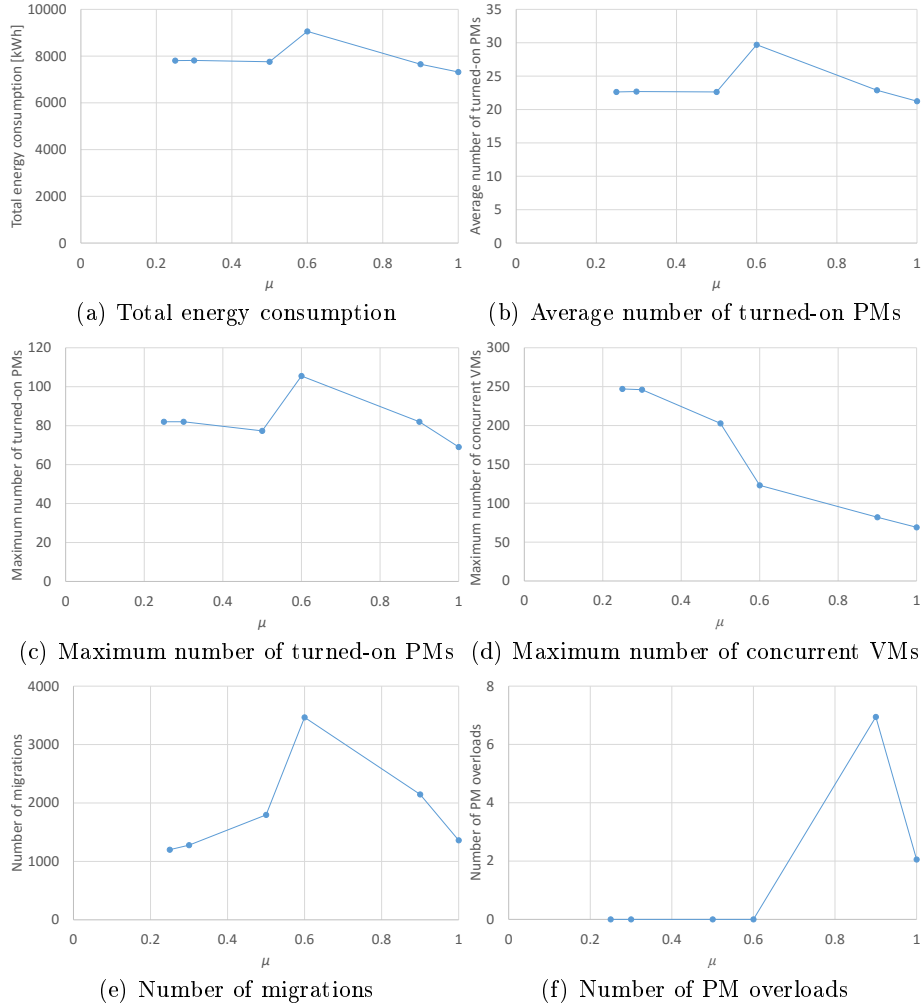 Total energy consumption [kWh]
10000
8000
6000
4000
2000
0
0 0.2 0.4 0.6 0.8 1
μ
(a) Total energy consumption
Average number of turned-on PMs
35
30
25
20
15
10
5
0
0 0.2 0.4 0.6 0.8 1
μ
(b) Average number of turned-on PMs
Maximum number of turned-on PMs
120
100
80
60
40
20
0
0 0.2 0.4 0.6 0.8 1
μ
(c) Maximum number of turned-on PMs
Maximum number of concurrent VMs
300
250
200
150
100
50
0
0 0.2 0.4 0.6 0.8 1
μ
(d) Maximum number of concurrent VMs
Number of migrations
4000
3000
2000
1000
0
0 0.2 0.4 0.6 0.8 1
μ
(e) Number of migrations
Number of PM overloads
8
6
4
2
0
0 0.2 0.4 0.6 0.8 1
μ
(f) Number of PM overloads